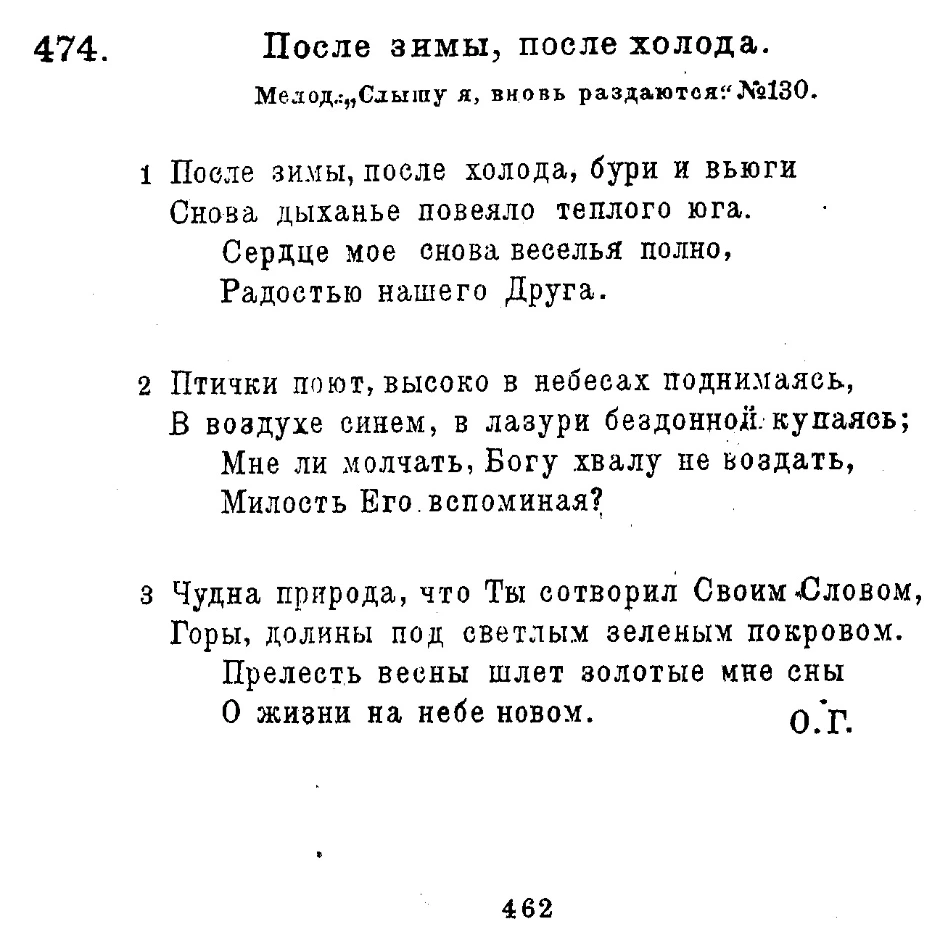 474. После зимы, после холода.
Мелод.: „Слышу я, вновь раздаются:“ №130.
1 После зимы, после холода, бури и вьюги
Снова дыханье повеяло теплого юга.
Сердце мое снова веселья полно,
Радостью нашего Друга.
2 Птички поют, высоко в небесах поднимаясь,
В воздухе синем, в лазури бездонной купаясь;
Мне ли молчать, Богу хвалу не воздать,
Милость Его вспоминая?
3 Чудна природа, что Ты сотворил Своим Словом,
Горы, долины под светлым зеленым покровом.
Прелесть весны шлет золотые мне сны
О жизни на небе новом.
О. Г.
462